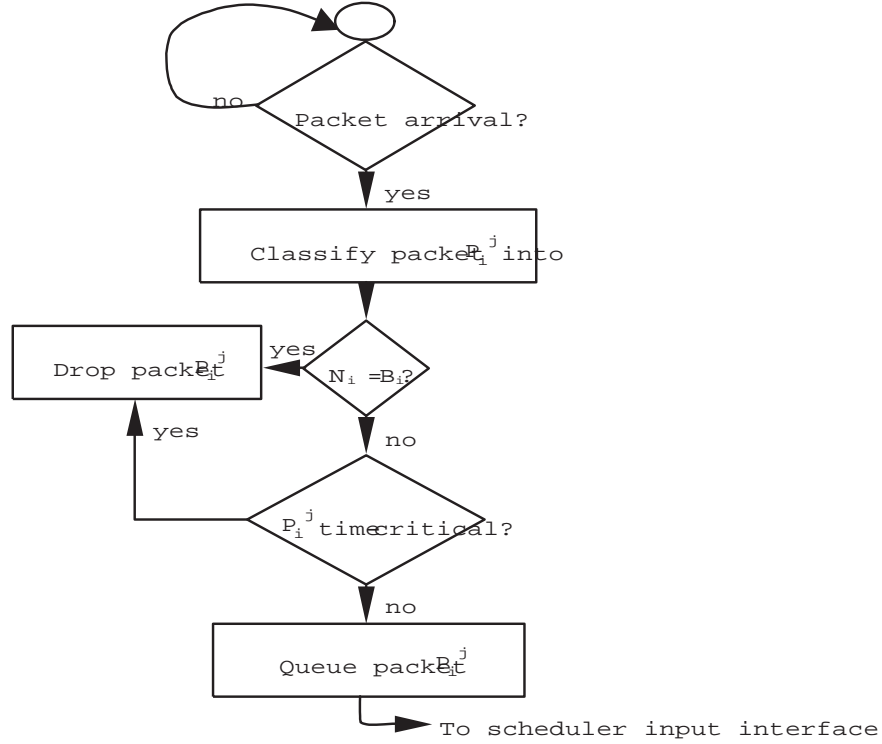 no
Packet arrival?
yes
Classify packet P_i^j into
yes
Drop packet P_i^j
N_i = B_i?
yes
no
P_i^j time critical?
no
Queue packet P_i^j
To scheduler input interface